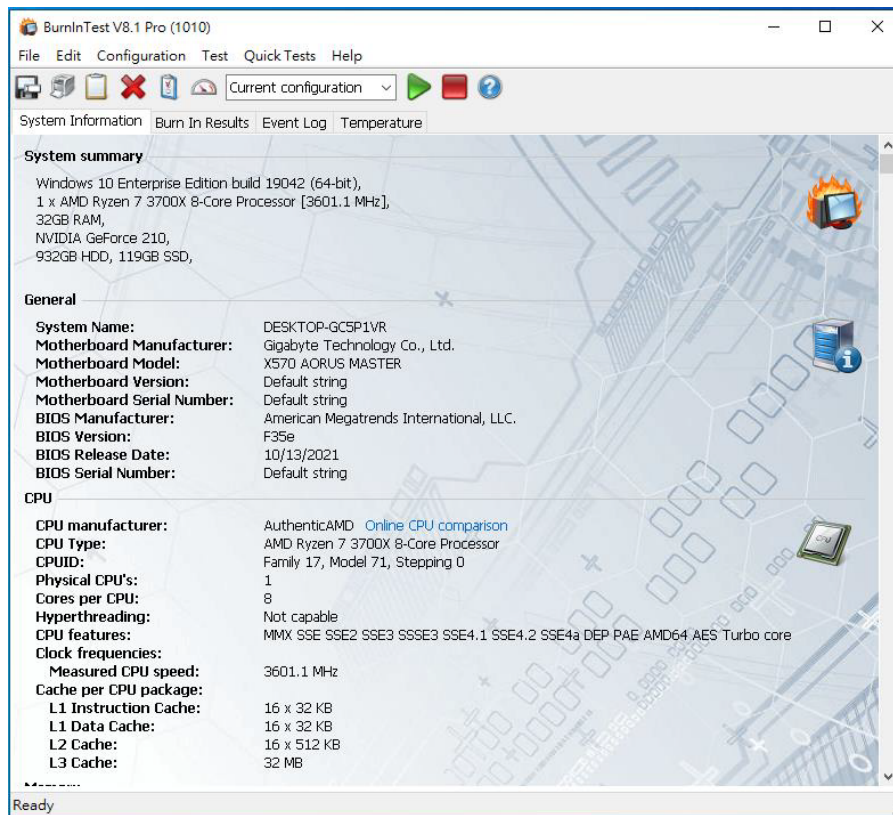 BurnInTest V8.1 Pro (1010)
File Edit Configuration Test Quick Tests Help
Current configuration
System Information Burn In Results Event Log Temperature
System summary
Windows 10 Enterprise Edition build 19042 (64-bit),
1 x AMD Ryzen 7 3700X 8-Core Processor [3601.1 MHz],
32GB RAM,
NVIDIA GeForce 210,
932GB HDD, 119GB SSD,
General
System Name: DESKTOP-GC5P1VR
Motherboard Manufacturer: Gigabyte Technology Co., Ltd.
Motherboard Model: X570 AORUS MASTER
Motherboard Version: Default string
Motherboard Serial Number: Default string
BIOS Manufacturer: American Megatrends International, LLC.
BIOS Version: F35e
BIOS Release Date: 10/13/2021
BIOS Serial Number: Default string
CPU
CPU manufacturer: AuthenticAMD Online CPU comparison
CPU Type: AMD Ryzen 7 3700X 8-Core Processor
CPUID: Family 17, Model 71, Stepping 0
Physical CPU's: 1
Cores per CPU: 8
Hyperthreading: Not capable
CPU features: MMX SSE SSE2 SSE3 SSSE3 SSE4.1 SSE4.2 SSE4a DEP PAE AMD64 AES Turbo core
Clock frequencies:
Measured CPU speed: 3601.1 MHz
Cache per CPU package:
L1 Instruction Cache: 16 x 32 KB
L1 Data Cache: 16 x 32 KB
L2 Cache: 16 x 512 KB
L3 Cache: 32 MB
Ready